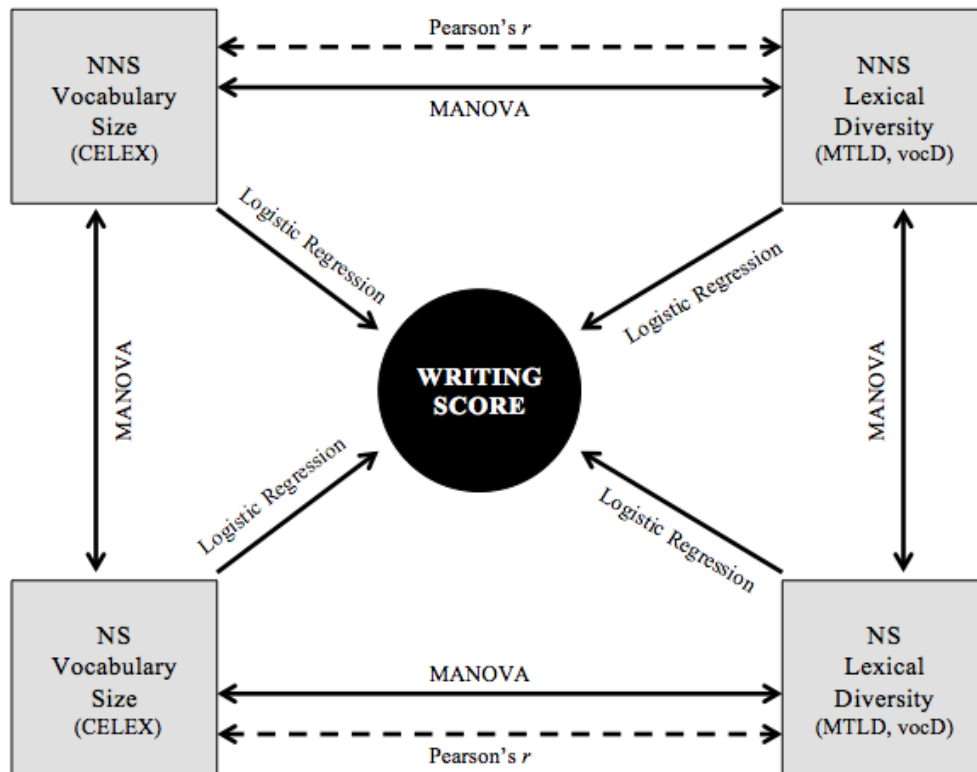 Pearson's r
NNS
Vocabulary
Size
(CELEX)
MANOVA
NNS
Lexical
Diversity
(MTLD, vocD)
Logistic Regression
Logistic Regression
MANOVA
WRITING
SCORE
MANOVA
Logistic Regression
Logistic Regression
NS
Vocabulary
Size
(CELEX)
MANOVA
Pearson's r
NS
Lexical
Diversity
(MTLD, vocD)